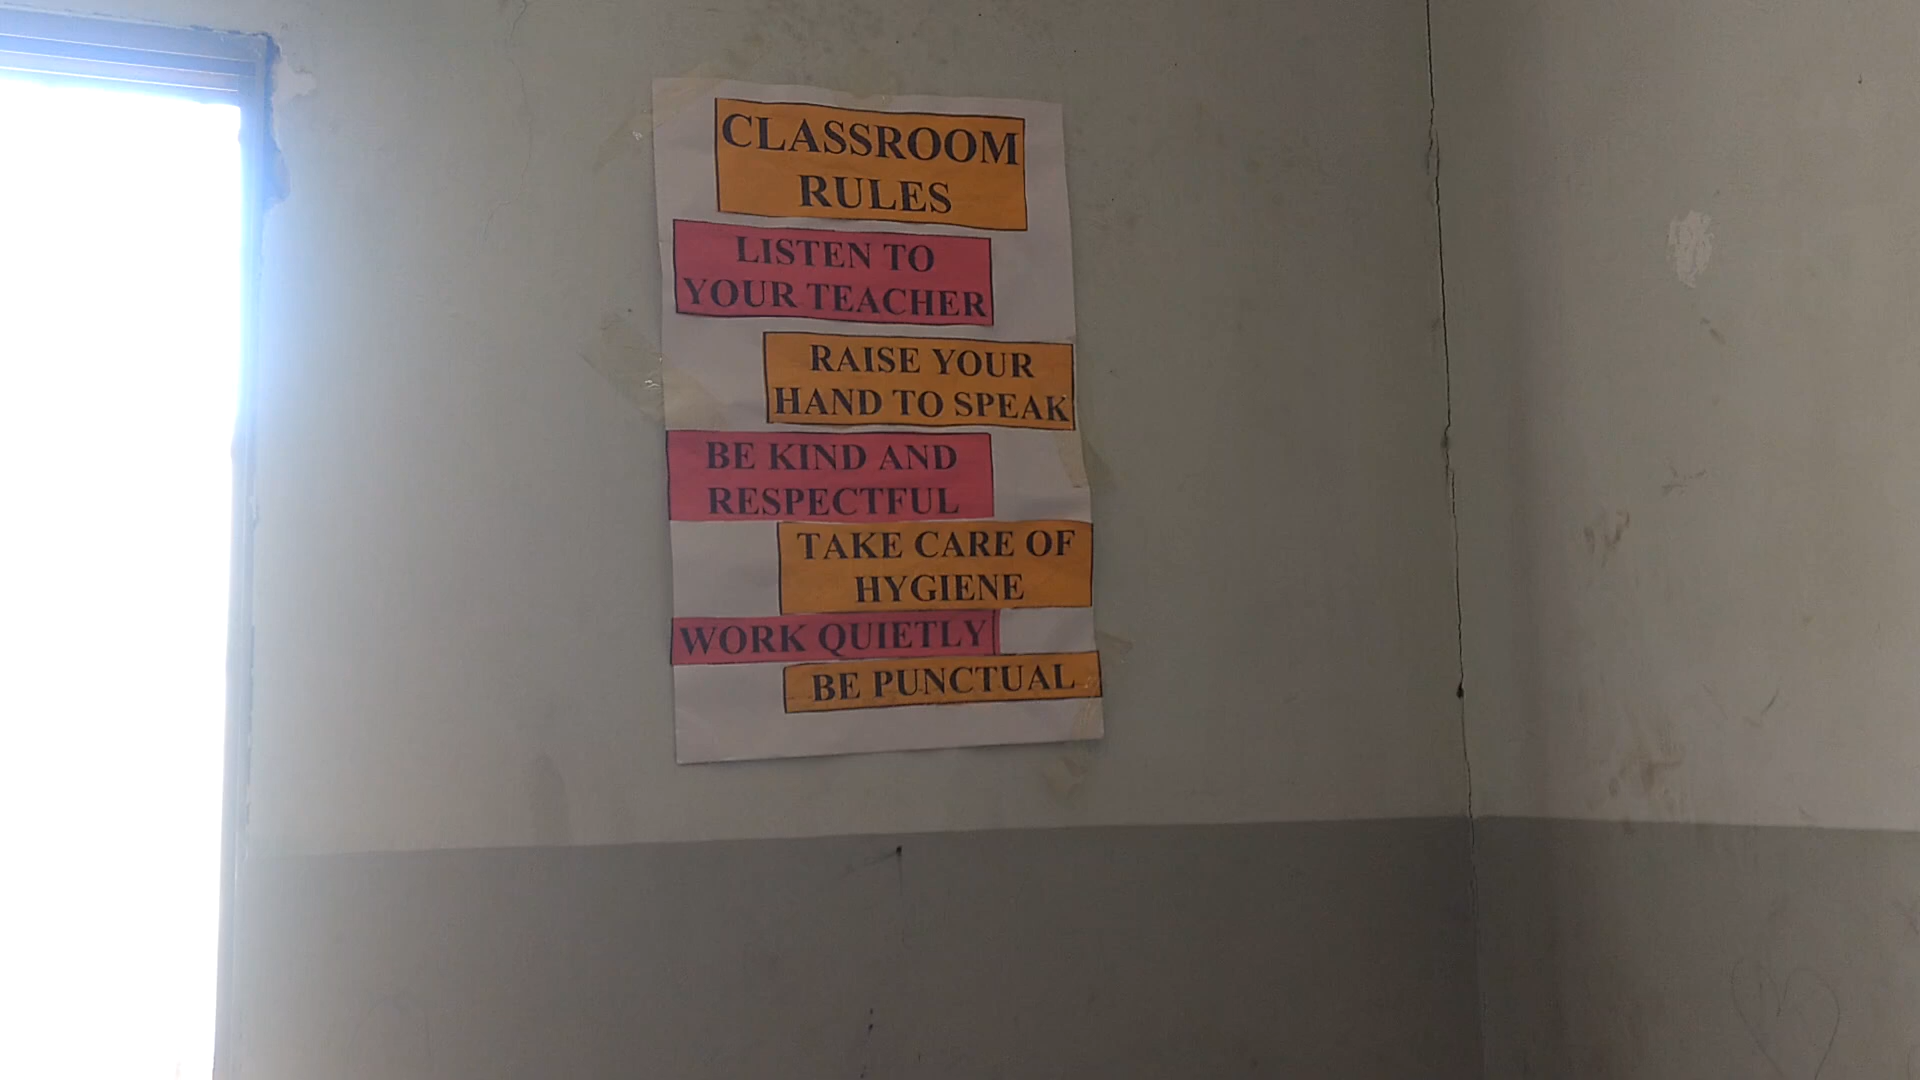 CLASSROOM
RULES
LISTEN TO
YOUR TEACHER
RAISE YOUR
HAND TO SPEAK
BE KIND AND
RESPECTFUL
TAKE CARE OF
HYGIENE
WORK QUIETLY
BE PUNCTUAL